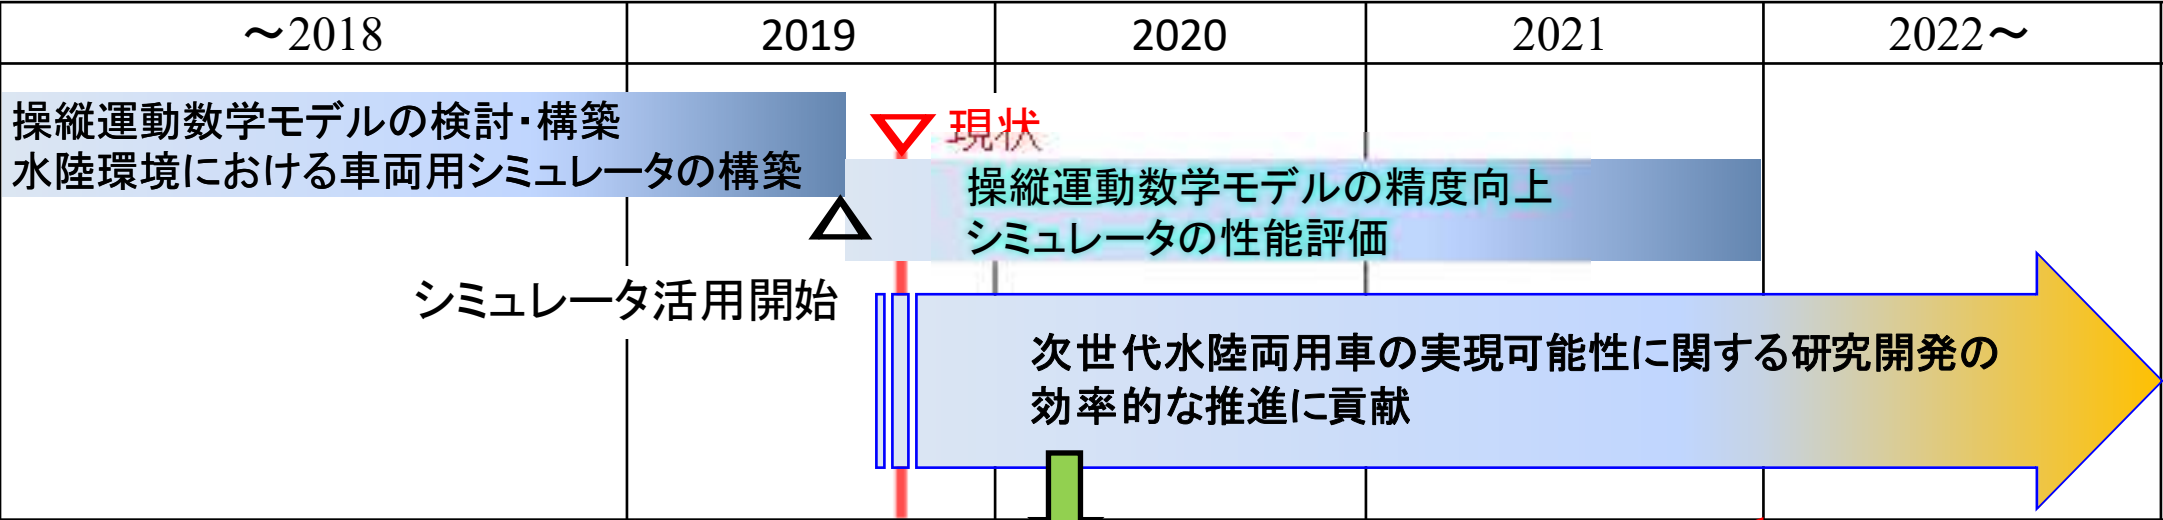 ～2018
2019
2020
2021
2022～
操縦運動数学モデルの検討・構築
水陸環境における車両用シミュレータの構築
現状
操縦運動数学モデルの精度向上
シミュレータの性能評価
シミュレータ活用開始
次世代水陸両用車の実現可能性に関する研究開発の
効率的な推進に貢献